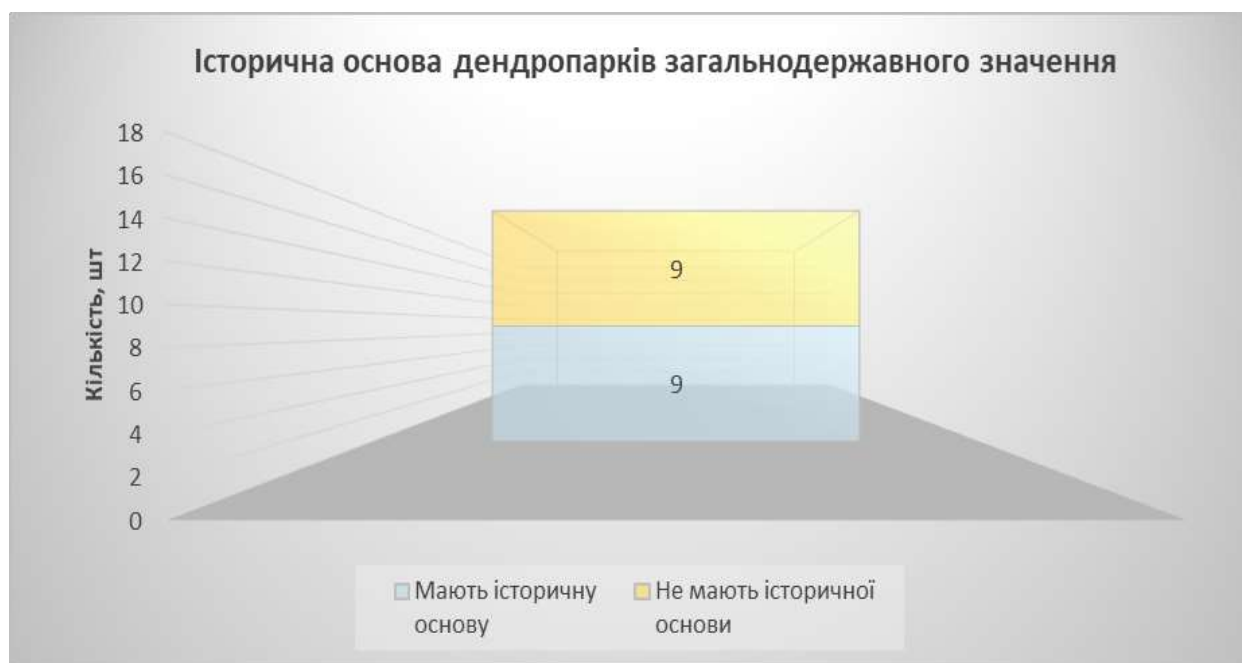 Історична основа дендропарків загальнодержавного значення
18
16
14
12
10
8
6
4
2
0
Кількість, шт
9
9
Мають історичну
основу
Не мають історичної
основи